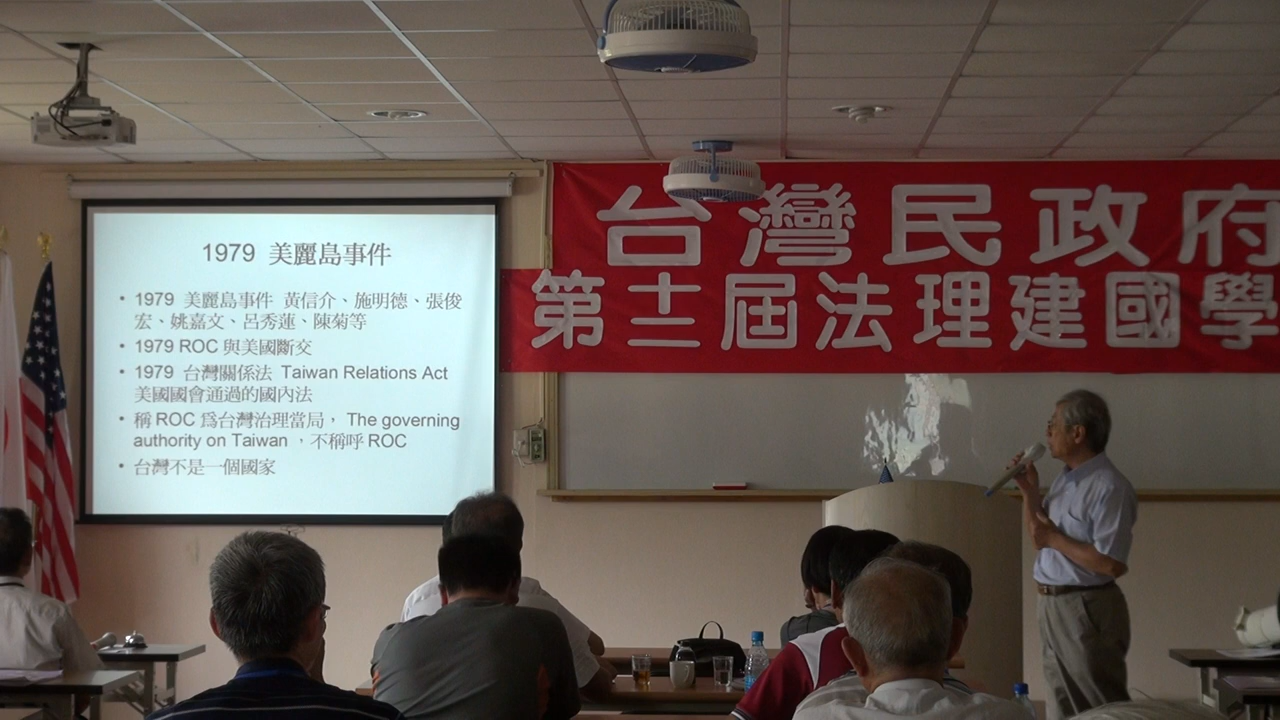 1979 美麗島事件
• 1979 美麗島事件 黃信介、施明德、張俊
宏、姚嘉文、呂秀蓮、陳菊等
• 1979 ROC 與美國斷交
• 1979 台灣關係法 Taiwan Relations Act
美國國會通過的國內法
• 稱 ROC 爲台灣治理當局， The governing
authority on Taiwan ，不稱呼 ROC
• 台灣不是一個國家
台灣民政府
第十二屆法理建國學